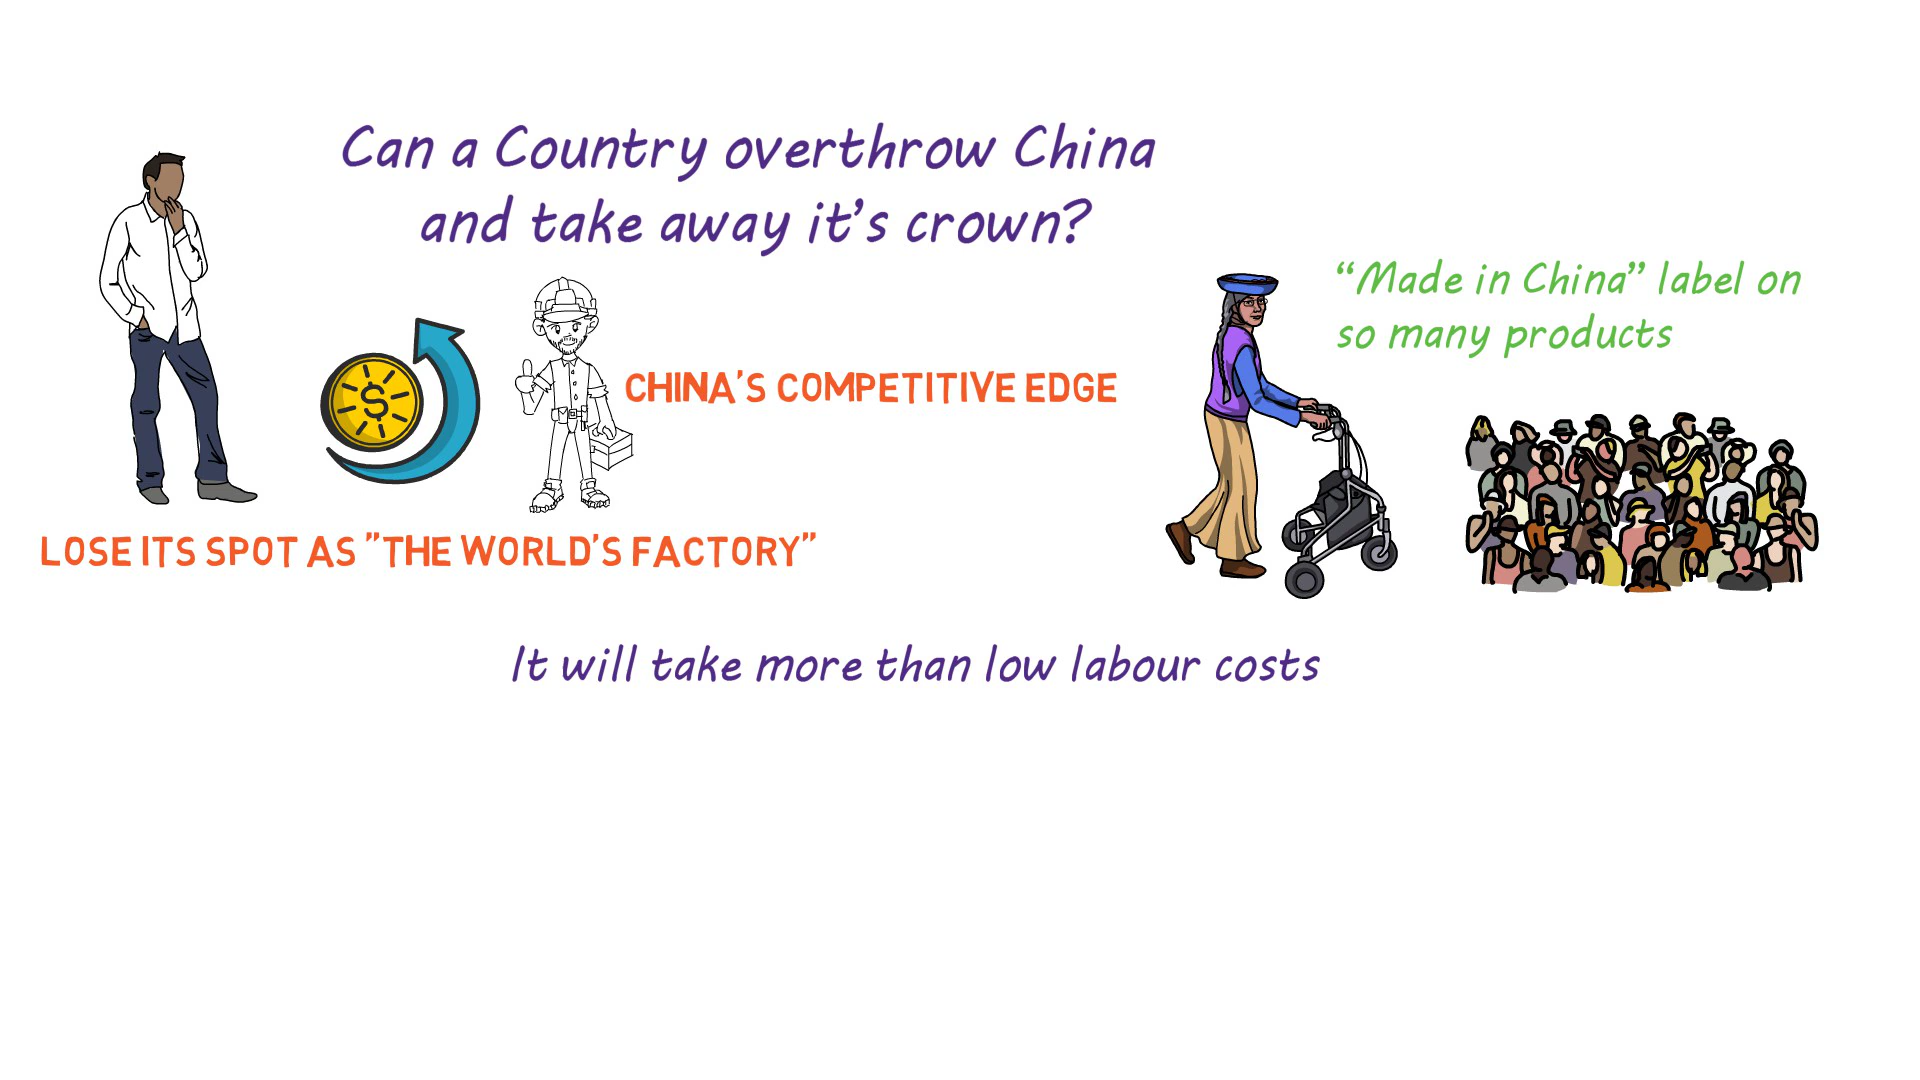 Can a Country overthrow China
and take away it's crown?
"Made in China" label on
so many products
CHINA'S COMPETITIVE EDGE
LOSE ITS SPOT AS "THE WORLD'S FACTORY"
It will take more than low labour costs